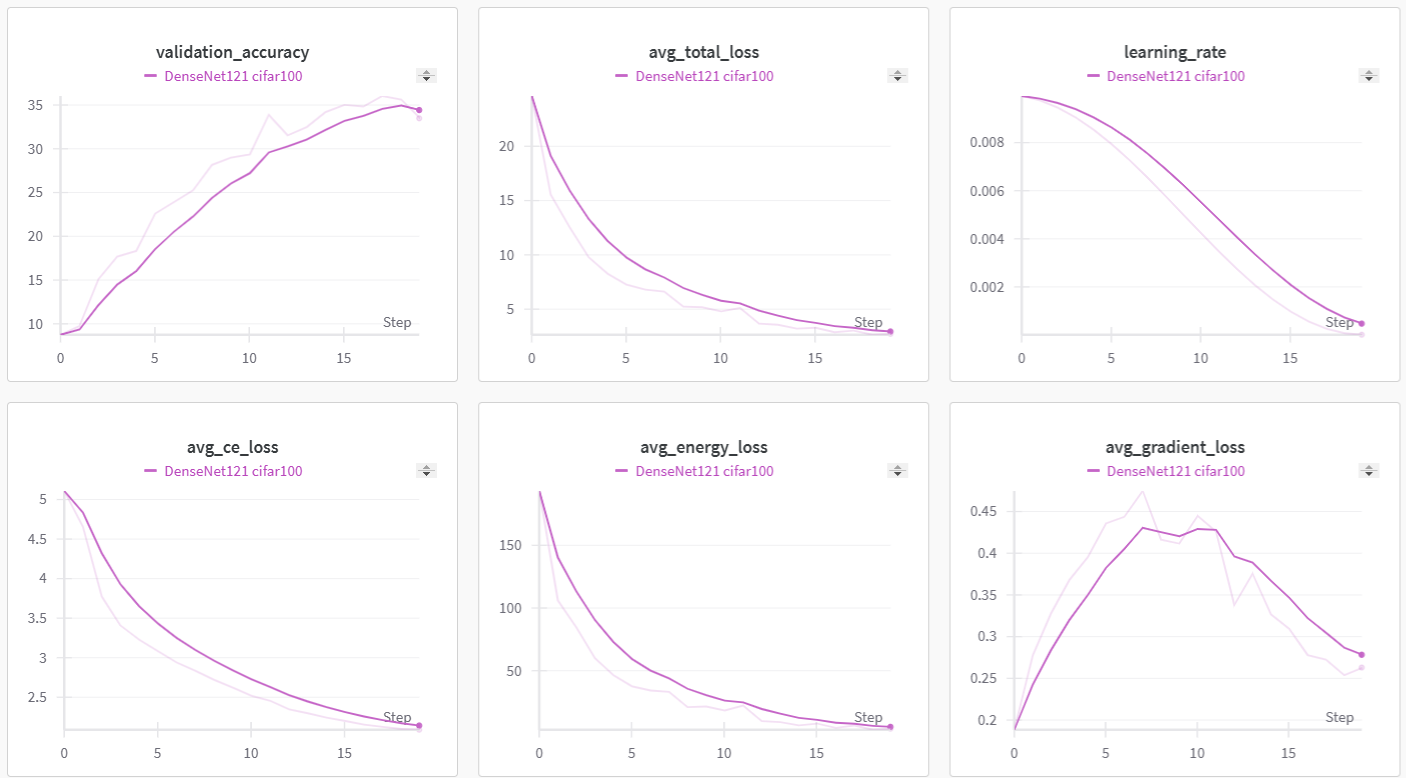 validation_accuracy
DenseNet121 cifar100
35
30
25
20
15
10
Step
0 5 10 15
avg_total_loss
DenseNet121 cifar100
20
15
10
5
Step
0 5 10 15
learning_rate
DenseNet121 cifar100
0.008
0.006
0.004
0.002
Step
0 5 10 15
avg_ce_loss
DenseNet121 cifar100
5
4.5
4
3.5
3
2.5
Step
0 5 10 15
avg_energy_loss
DenseNet121 cifar100
150
100
50
Step
0 5 10 15
avg_gradient_loss
DenseNet121 cifar100
0.45
0.4
0.35
0.3
0.25
0.2
Step
0 5 10 15